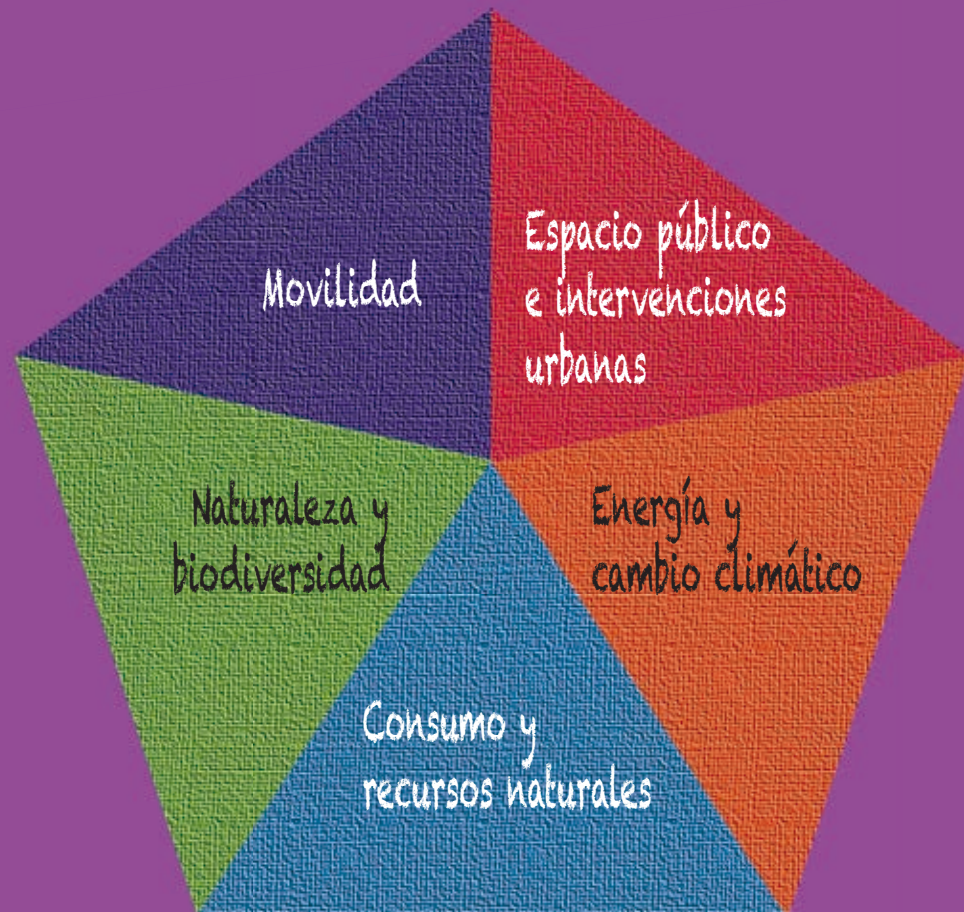 Movilidad
Espacio público
e intervenciones
urbanas
Naturaleza y
biodiversidad
Energía y
cambio climático
Consumo y
recursos naturales